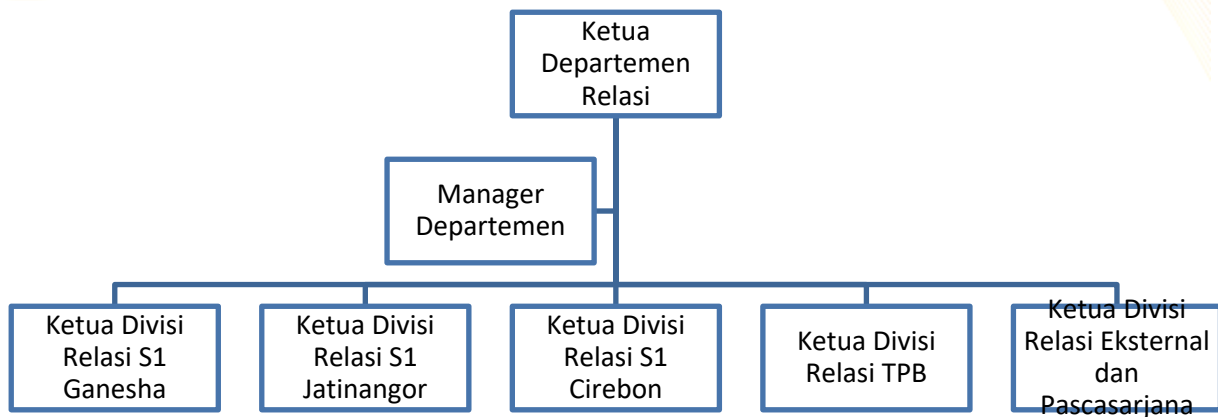 Ketua
Departemen
Relasi
Manager
Departemen
Ketua Divisi
Relasi S1
Ganesha
Ketua Divisi
Relasi S1
Jatinangor
Ketua Divisi
Relasi S1
Cirebon
Ketua Divisi
Relasi TPB
Ketua Divisi
Relasi Eksternal
dan
Pascasarjana